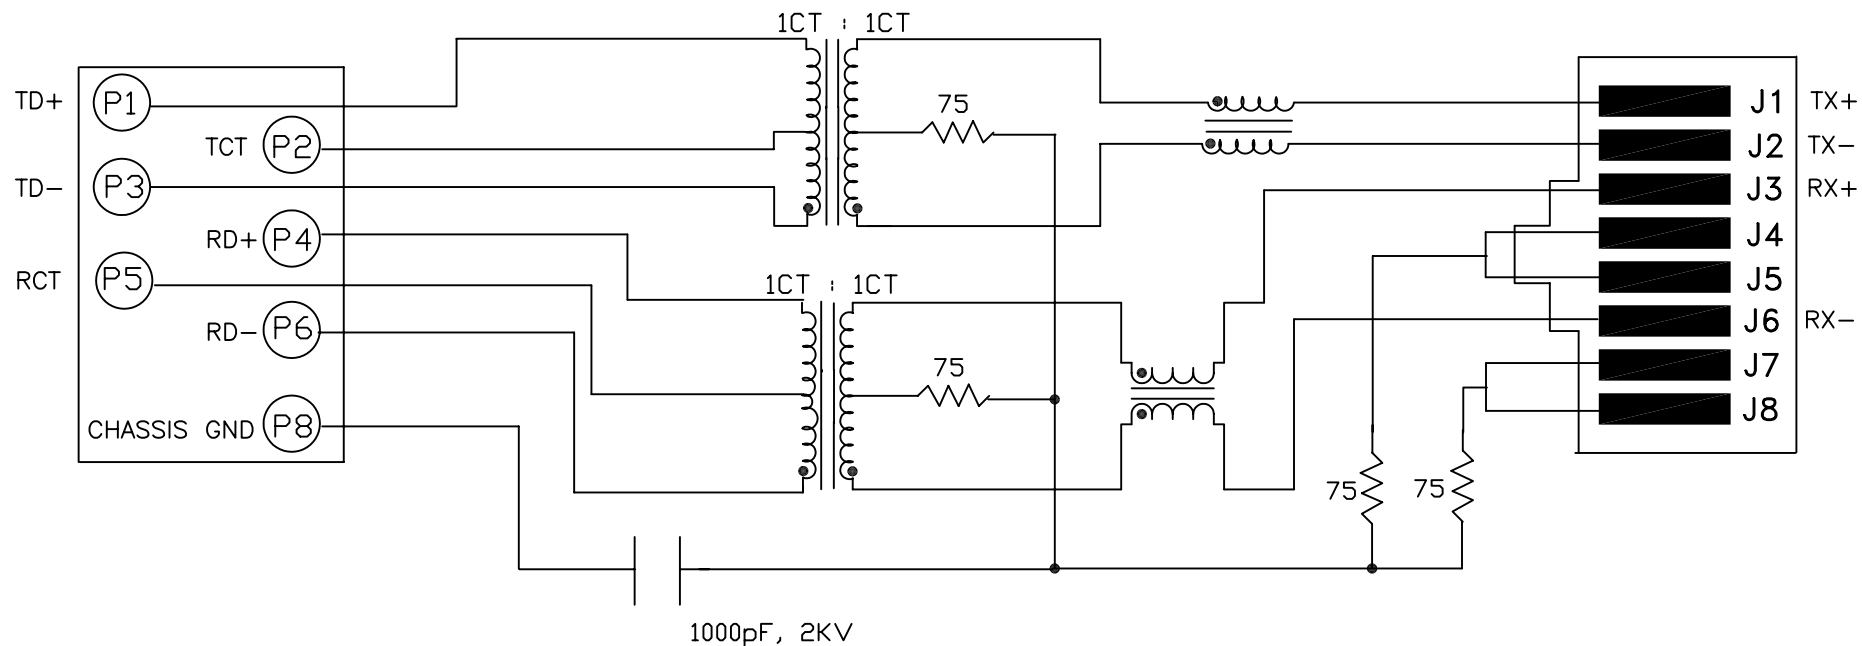 1CT : 1CT
TD+ P1 75 J1 TX+
TCT P2 J2 TX-
TD- P3 J3 RX+
RD+ P4 J4
RCT P5 1CT : 1CT J5
RD- P6 J6 RX-
75 J7
CHASSIS GND P8 J8
75 75
1000pF, 2KV